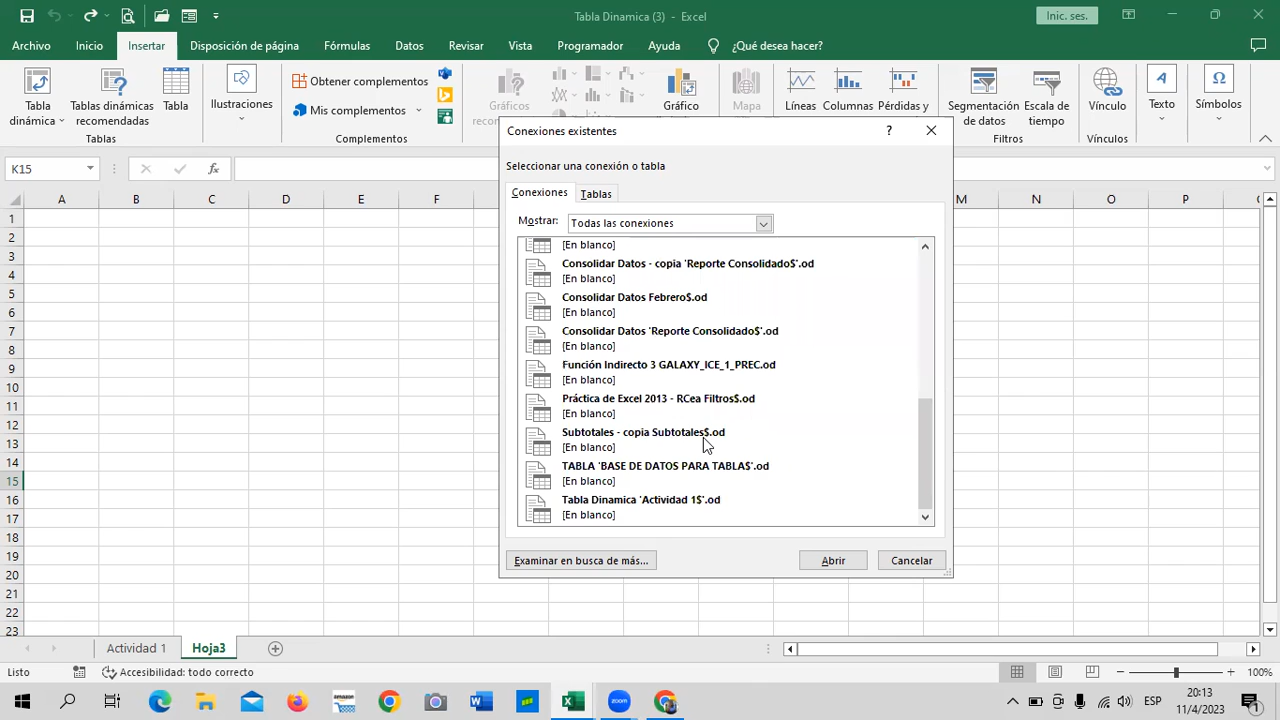 Tabla Dinamica (3) - Excel
Inic. ses.
Archivo Inicio Insertar Disposición de página Fórmulas Datos Revisar Vista Programador Ayuda ¿Qué desea hacer?
Tabla dinámica
Tablas dinámicas recomendadas
Tabla
Tablas
Ilustraciones
Obtener complementos
Mis complementos
Complementos
Gráficos
Gráfico
Mapa
Líneas Columnas Pérdidas y
Segmentación de datos
Escala de tiempo
Filtros
Vínculo
Vínculos
Texto
Símbolos
K15
fx
Conexiones existentes
?
Seleccionar una conexión o tabla
Conexiones Tablas
Mostrar: Todas las conexiones
[En blanco]
Consolidar Datos - copia 'Reporte Consolidado$'.od
[En blanco]
Consolidar Datos Febrero$.od
[En blanco]
Consolidar Datos 'Reporte Consolidado$'.od
[En blanco]
Función Indirecto 3 GALAXY_ICE_1_PREC.od
[En blanco]
Práctica de Excel 2013 - RCea Filtros$.od
[En blanco]
Subtotales - copia Subtotales$.od
[En blanco]
TABLA 'BASE DE DATOS PARA TABLA$'.od
[En blanco]
Tabla Dinamica 'Actividad 1$'.od
[En blanco]
Examinar en busca de más... Abrir Cancelar
A B C D E F M N O P
1
2
3
4
5
6
7
8
9
10
11
12
13
14
15
16
17
18
19
20
21
22
23
Actividad 1 Hoja3
Listo Accesibilidad: todo correcto 100%
zoom
ESP
20:13
11/4/2023